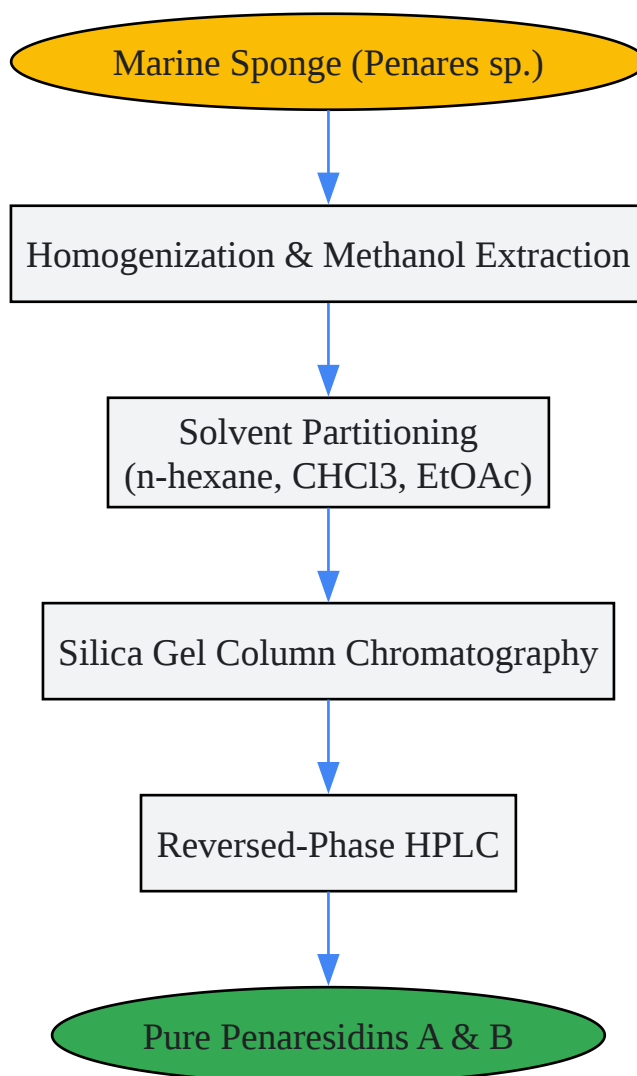 Marine Sponge (Penares sp.)
Homogenization & Methanol Extraction
Solvent Partitioning
(n-hexane, CHCl3, EtOAc)
Silica Gel Column Chromatography
Reversed-Phase HPLC
Pure Penaresidins A & B